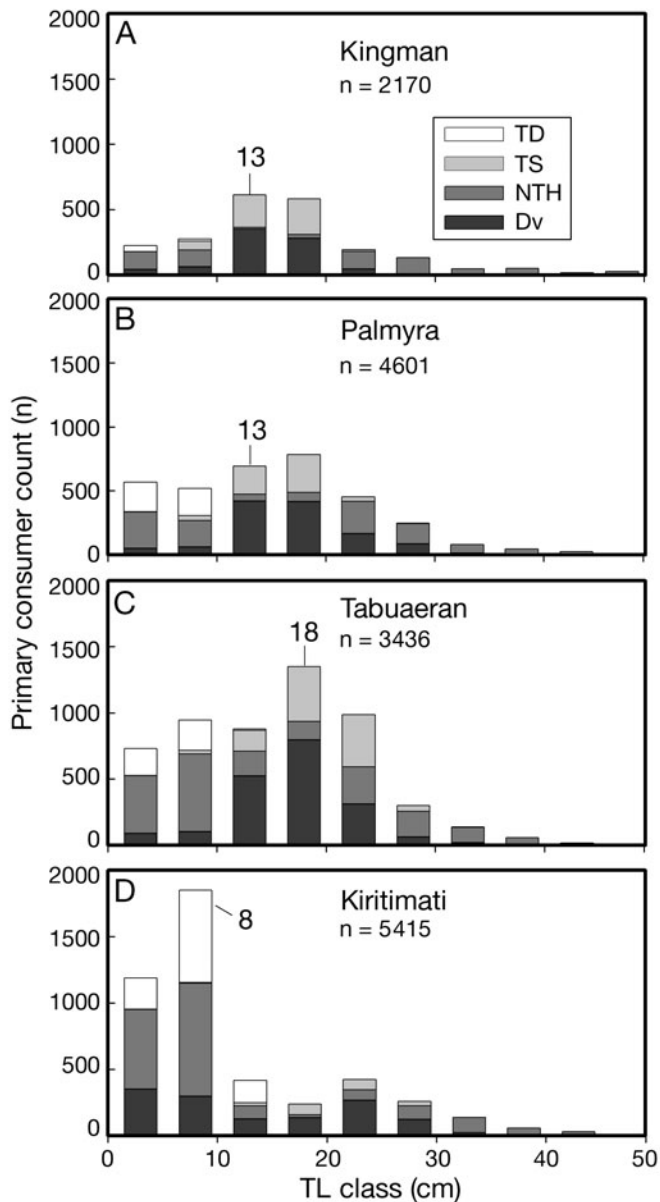 Primary consumer count (n)
A
Kingman
n = 2170
13
TD
TS
NTH
Dv
2000
1500
1000
500
0
B
Palmyra
n = 4601
13
2000
1500
1000
500
0
C
Tabuaeran
n = 3436
18
2000
1500
1000
500
0
D
Kiritimati
n = 5415
8
2000
1500
1000
500
0
0 10 20 30 40 50
TL class (cm)